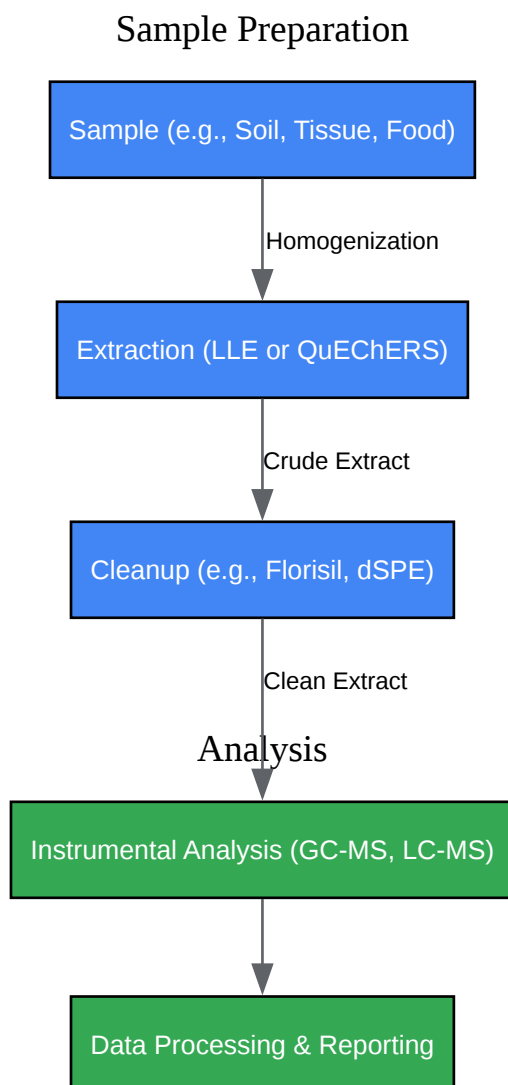 Sample Preparation
Sample (e.g., Soil, Tissue, Food)
Homogenization
Extraction (LLE or QuEChERS)
Crude Extract
Cleanup (e.g., Florisil, dSPE)
Clean Extract
Analysis
Instrumental Analysis (GC-MS, LC-MS)
Data Processing & Reporting